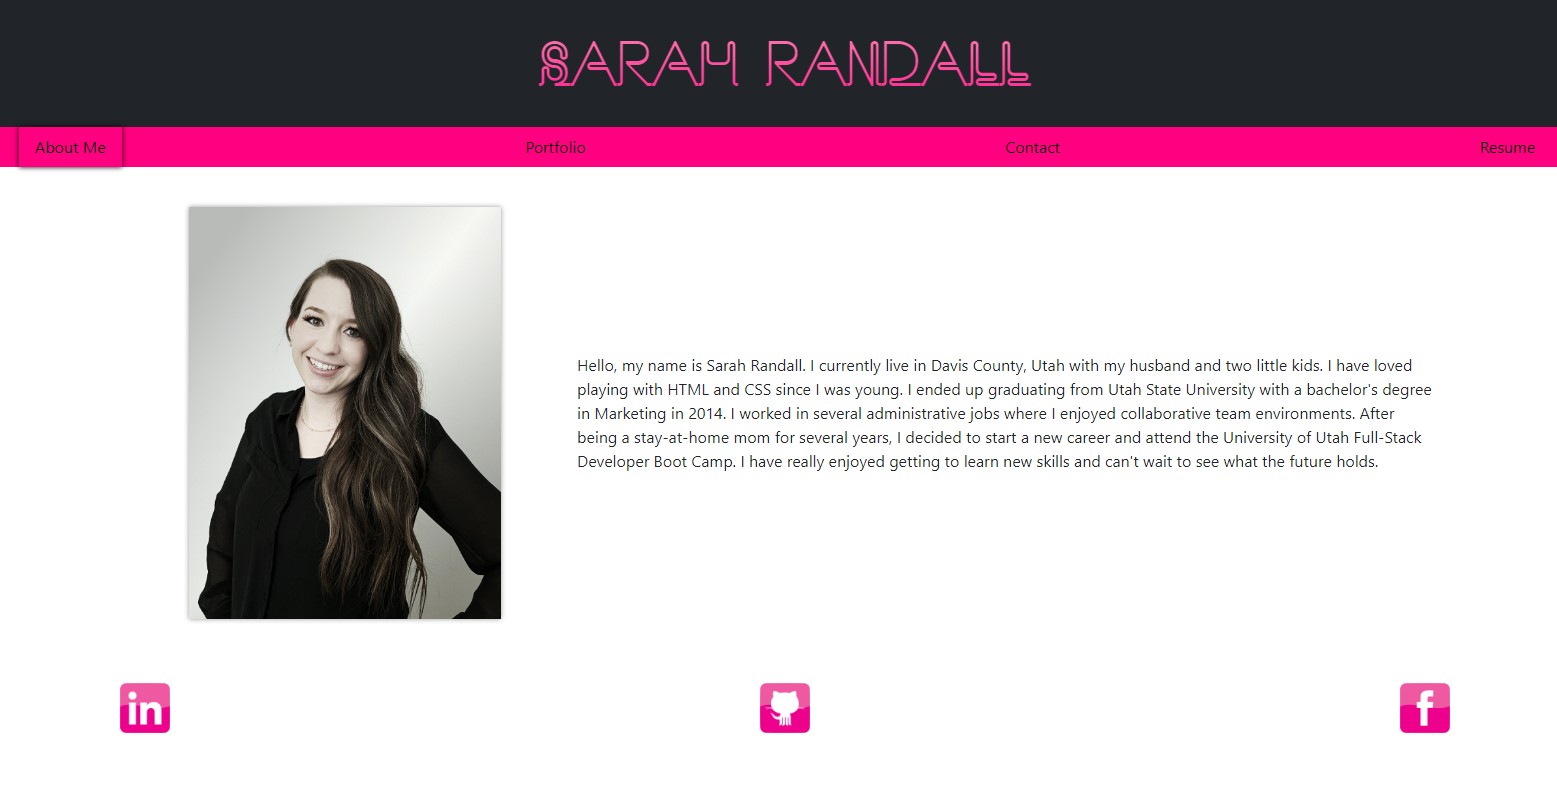 SARAH RANDALL
About Me
Portfolio
Contact
Resume
Hello, my name is Sarah Randall. I currently live in Davis County, Utah with my husband and two little kids. I have loved
playing with HTML and CSS since I was young. I ended up graduating from Utah State University with a bachelor's degree
in Marketing in 2014. I worked in several administrative jobs where I enjoyed collaborative team environments. After
being a stay-at-home mom for several years, I decided to start a new career and attend the University of Utah Full-Stack
Developer Boot Camp. I have really enjoyed getting to learn new skills and can't wait to see what the future holds.
in
f